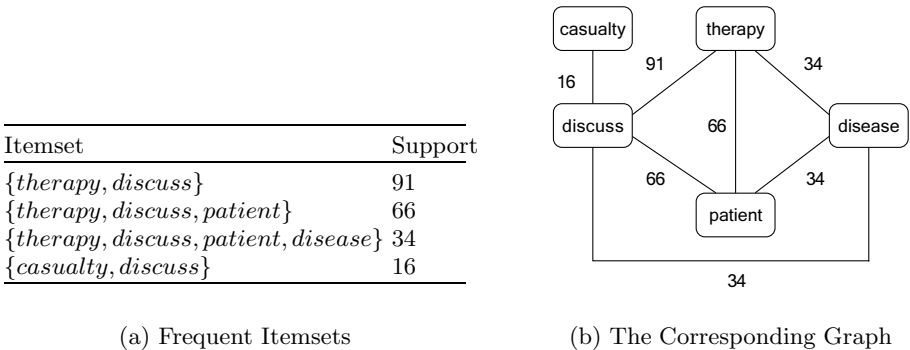 Itemset Support
{therapy, discuss} 91
{therapy, discuss, patient} 66
{therapy, discuss, patient, disease} 34
{casualty, discuss} 16
(a) Frequent Itemsets
casualty therapy
91 34
16
discuss 66 disease
66 34
patient
34
(b) The Corresponding Graph